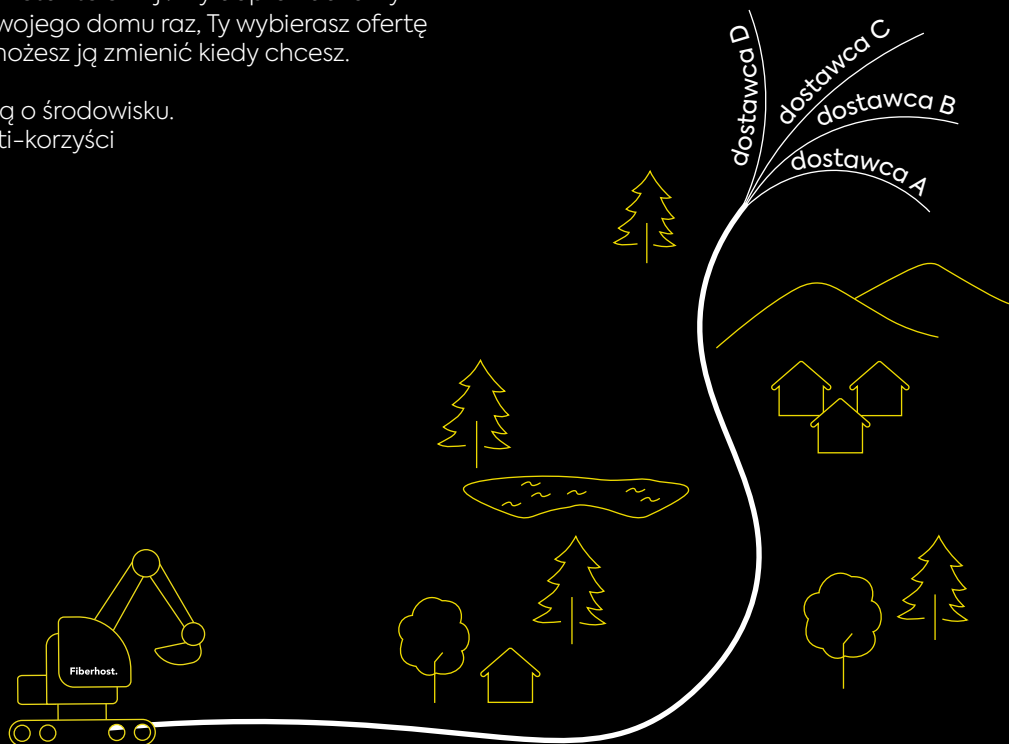 wojego domu raz, Ty wybierasz ofertę
możesz ją zmienić kiedy chcesz.
ą o środowisku.
ti-korzyści
dostawca D
dostawca C
dostawca B
dostawca A
Fiberhost.